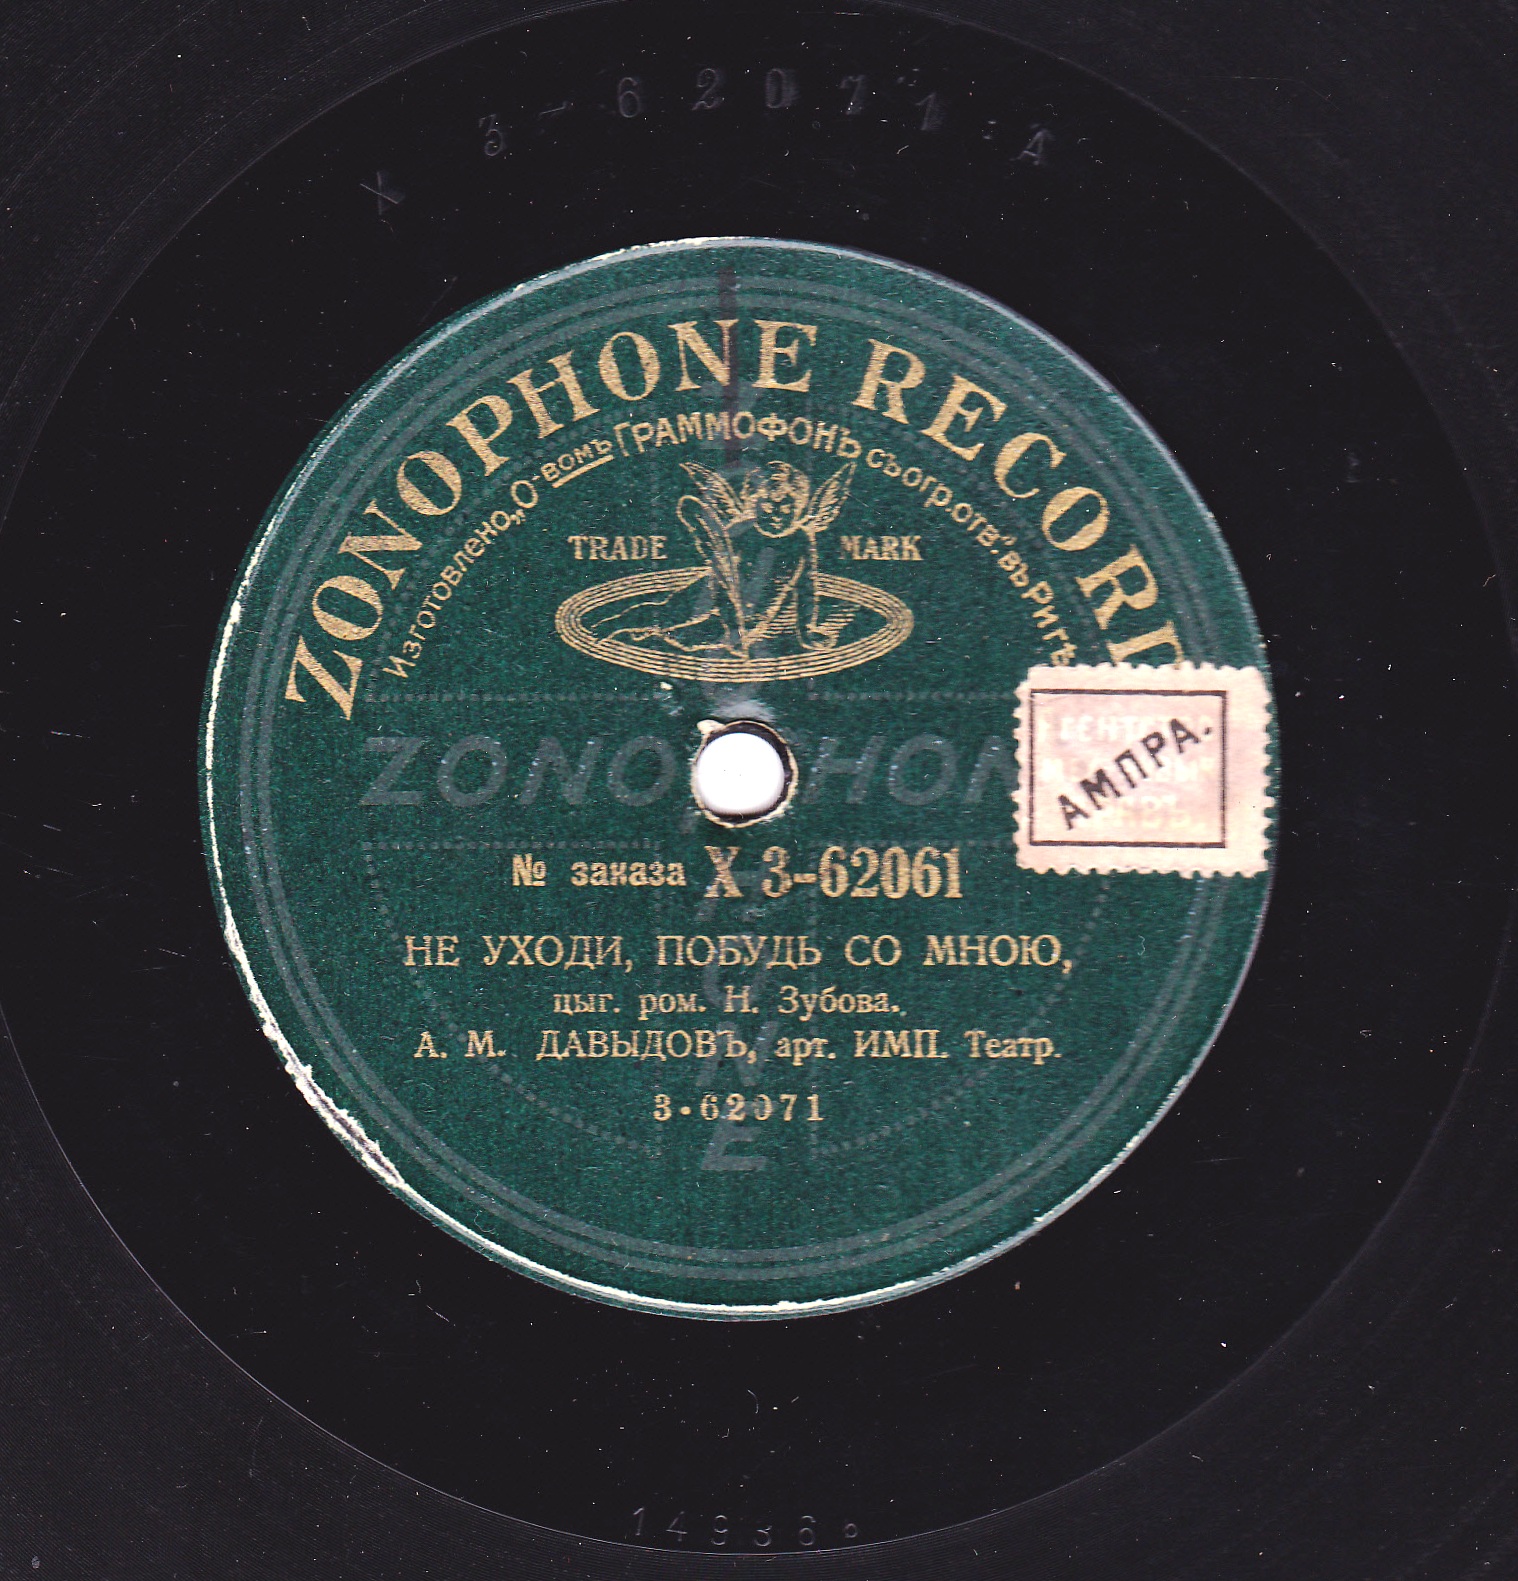 X 3-62071 A
ZONOPHONE RECORD
Изготовлено „О-вомъ ГРАММОФОНЪ съ огр. отв.“ въ Ригѣ
TRADE MARK
ZONOPHONE
АМПРА.
№ заказа X 3-62061
НЕ УХОДИ, ПОБУДЬ СО МНОЮ,
цыг. ром. Н. Зубова.
А. М. ДАВЫДОВЪ, арт. ИМП. Театр.
3-62071
14936 b